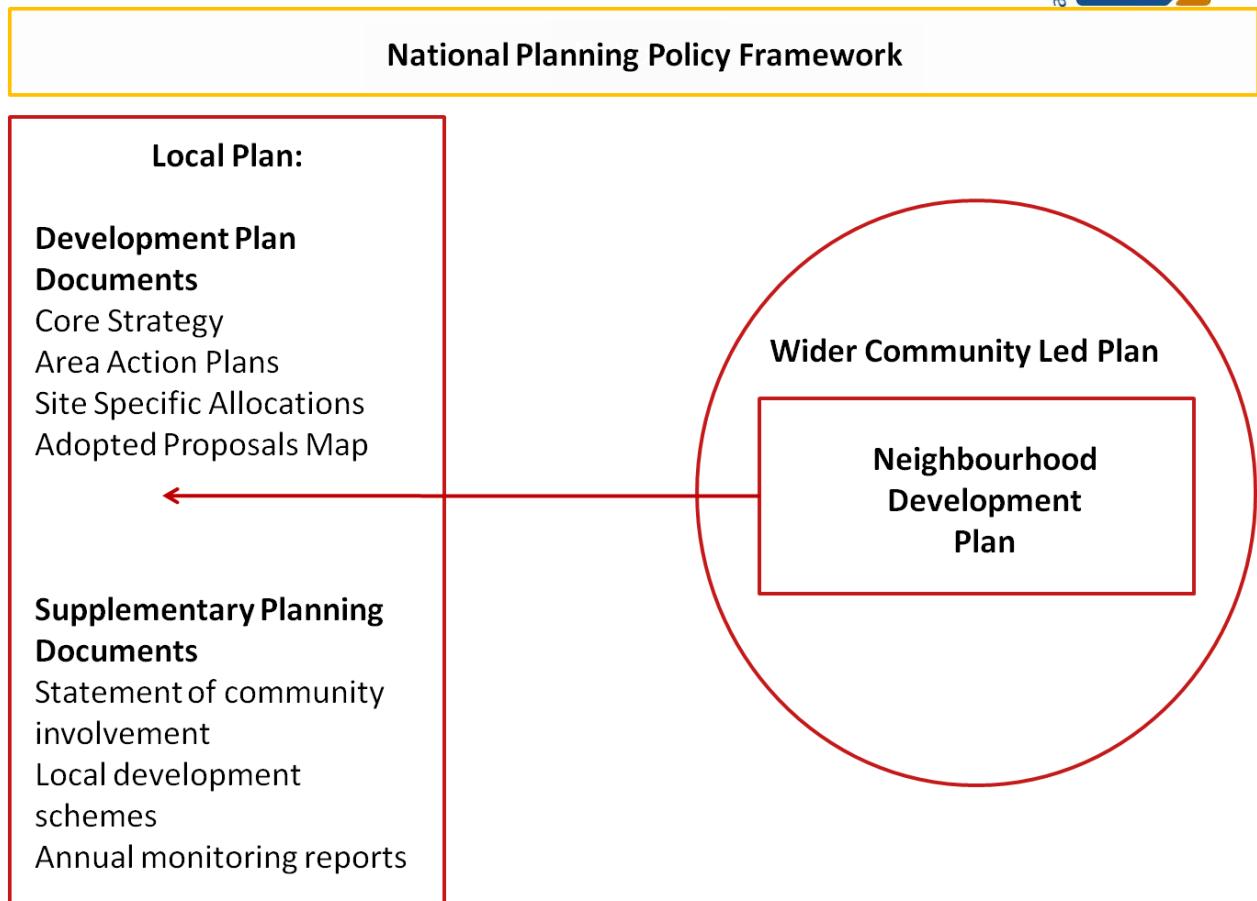 National Planning Policy Framework
Local Plan:
Development Plan
Documents
Core Strategy
Area Action Plans
Site Specific Allocations
Adopted Proposals Map
Supplementary Planning
Documents
Statement of community
involvement
Local development
schemes
Annual monitoring reports
Wider Community Led Plan
Neighbourhood
Development
Plan